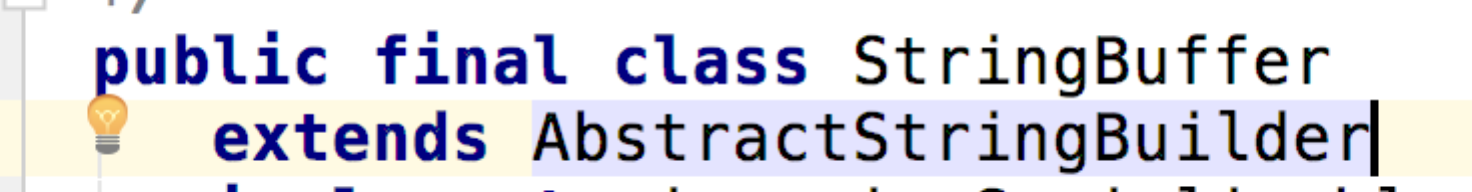 */
public final class StringBuffer
extends AbstractStringBuilder